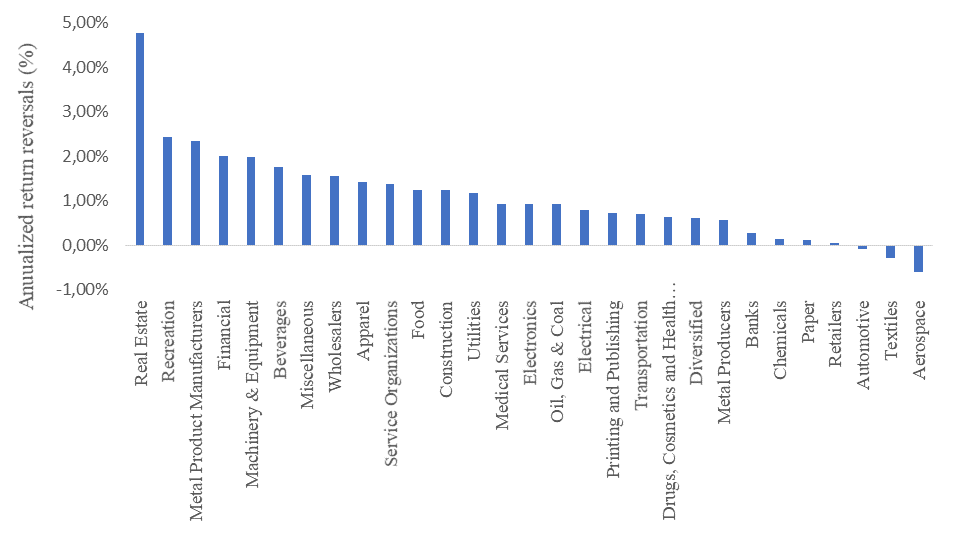 Anuualized return reversals (%)
5,00%
4,00%
3,00%
2,00%
1,00%
0,00%
-1,00%
Real Estate
Recreation
Metal Product Manufacturers
Financial
Machinery & Equipment
Beverages
Miscellaneous
Wholesalers
Apparel
Service Organizations
Food
Construction
Utilities
Medical Services
Electronics
Oil, Gas & Coal
Electrical
Printing and Publishing
Transportation
Drugs, Cosmetics and Health…
Diversified
Metal Producers
Banks
Chemicals
Paper
Retailers
Automotive
Textiles
Aerospace